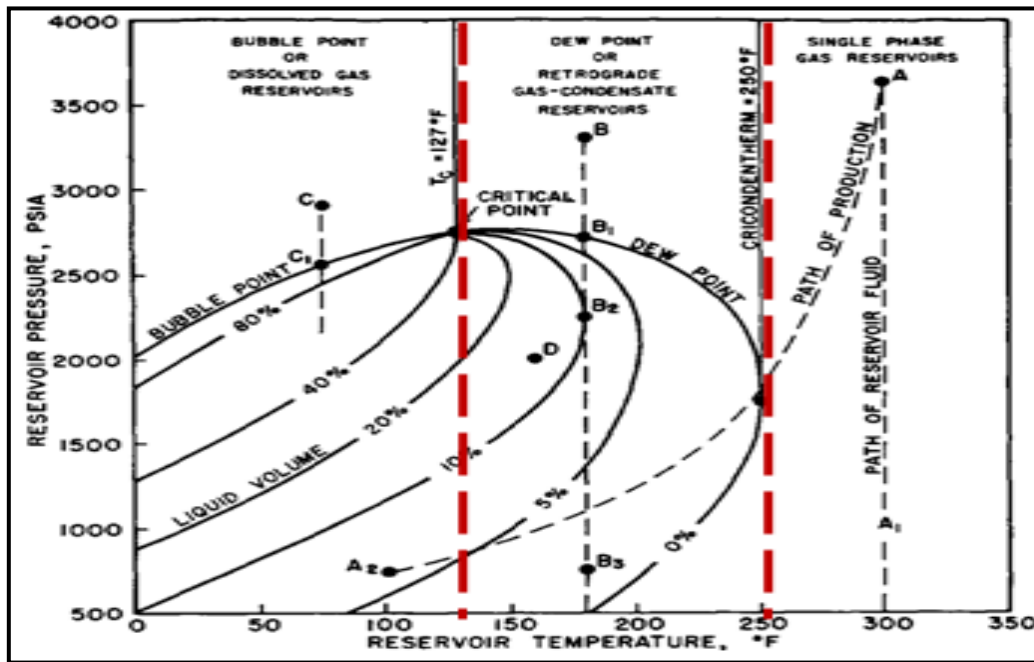 BUBBLE POINT
OR
DISSOLVED GAS
RESERVOIRS
DEW POINT
OR
RETROGRADE
GAS-CONDENSATE
RESERVOIRS
SINGLE PHASE
GAS RESERVOIRS
4000
3500
3000
2500
2000
1500
1000
500
RESERVOIR PRESSURE, PSIA
TC = 127°F
CRITICAL
POINT
CRICONDENTHERM = 250°F
A
B
C
C1
B1
B2
D
B3
A2
A1
BUBBLE POINT
DEW POINT
PATH OF PRODUCTION
PATH OF RESERVOIR FLUID
80%
40%
20%
LIQUID VOLUME
10%
5%
0%
0
50
100
150
200
250
300
350
RESERVOIR TEMPERATURE, °F